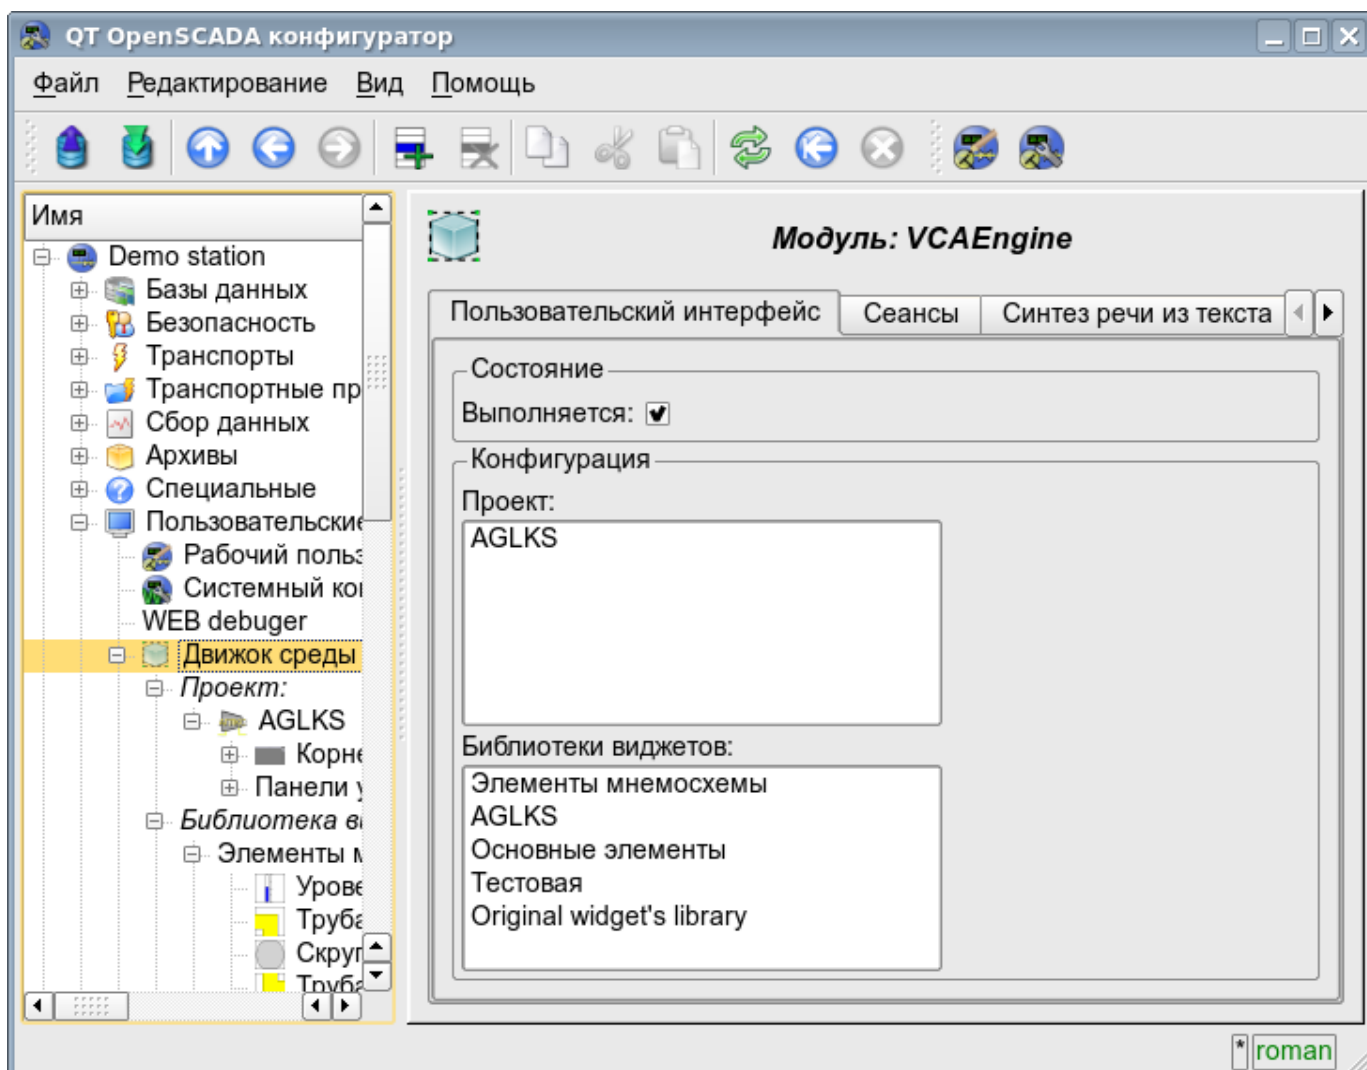 QT OpenSCADA конфигуратор
Файл Редактирование Вид Помощь
Имя
Demo station
Базы данных
Безопасность
Транспорты
Транспортные пр
Сбор данных
Архивы
Специальные
Пользовательские
Рабочий польз
Системный ко
WEB debuger
Движок среды
Проект:
AGLKS
Корне
Панели у
Библиотека ви
Элементы м
Урове
Труба
Скруг
Труба
Модуль: VCAEngine
Пользовательский интерфейс Сеансы Синтез речи из текста
Состояние
Выполняется:
Конфигурация
Проект:
AGLKS
Библиотеки виджетов:
Элементы мнемосхемы
AGLKS
Основные элементы
Тестовая
Original widget's library
* roman